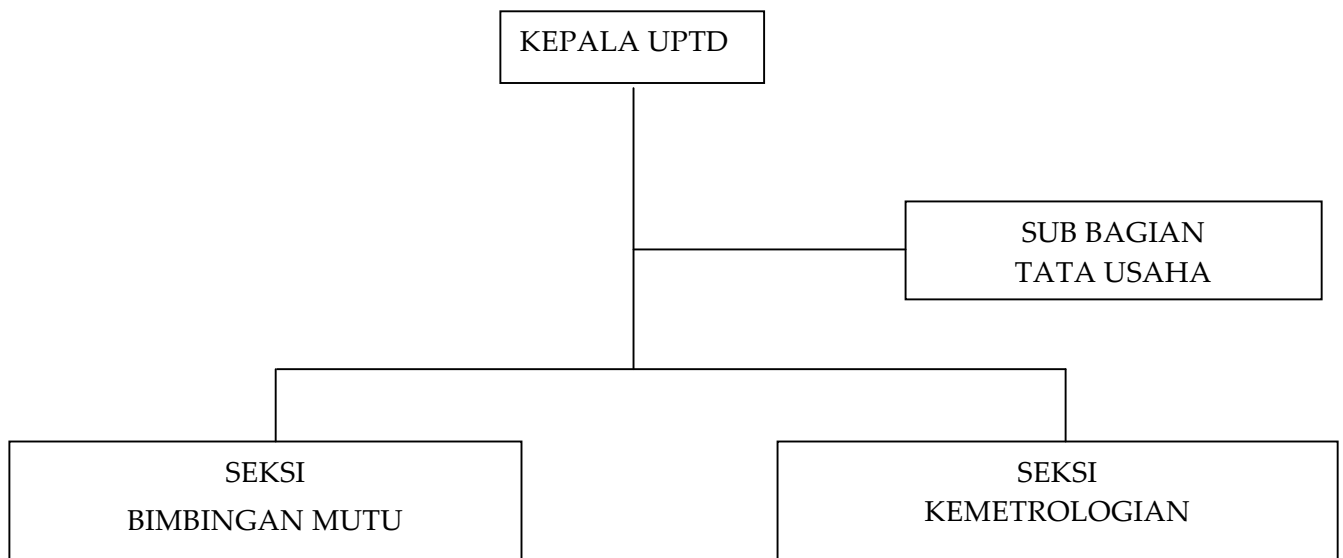 KEPALA UPTD
SUB BAGIAN
TATA USAHA
SEKSI
BIMBINGAN MUTU
SEKSI
KEMETROLOGIAN